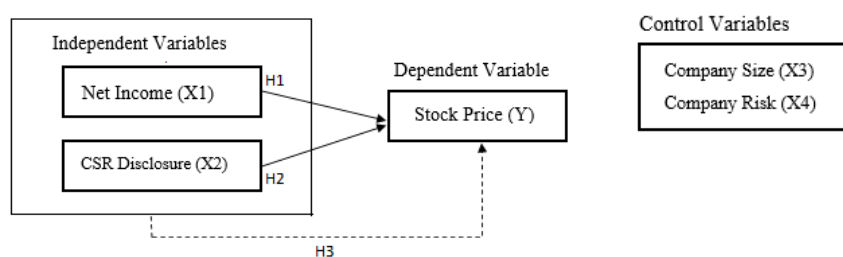 Independent Variables
Net Income (X1)
H1
CSR Disclosure (X2)
H2
H3
Dependent Variable
Stock Price (Y)
Control Variables
Company Size (X3)
Company Risk (X4)